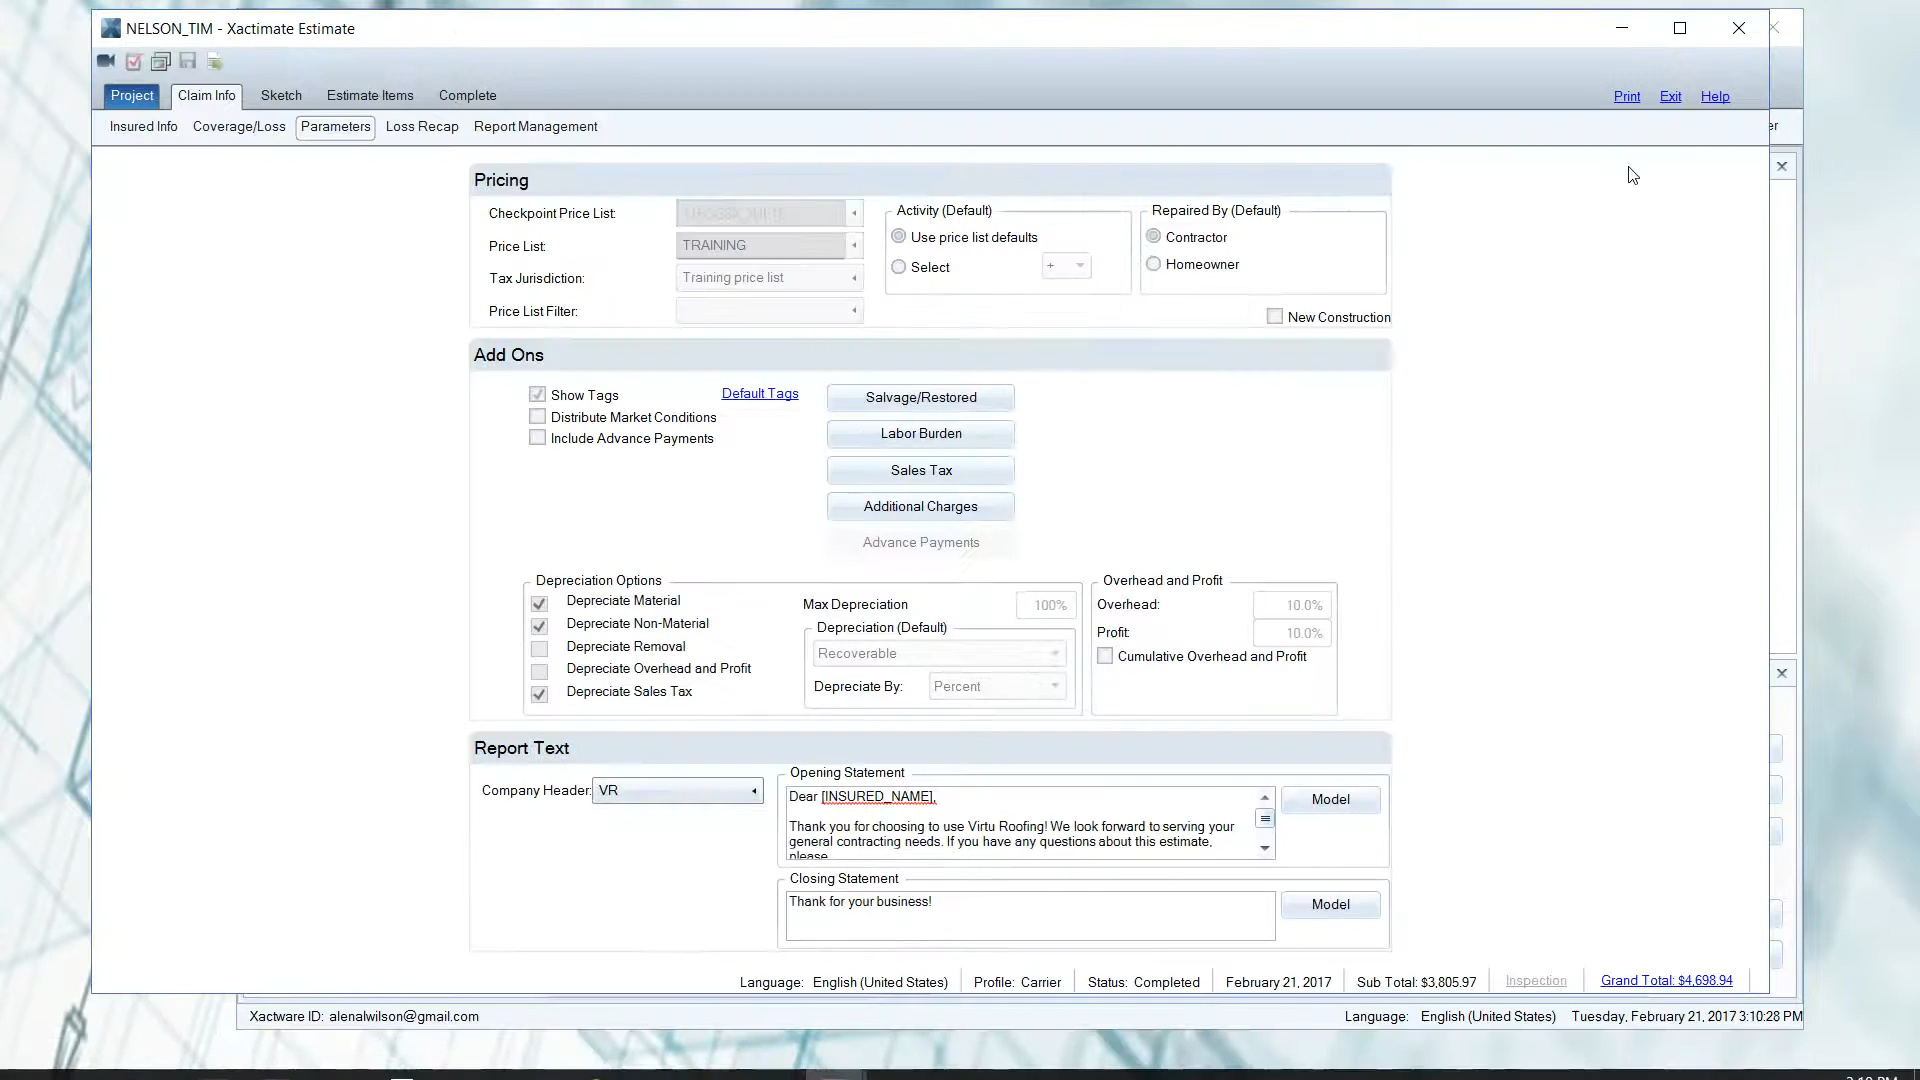 NELSON_TIM - Xactimate Estimate
Project Claim Info Sketch Estimate Items Complete
Print Exit Help
Insured Info Coverage/Loss Parameters Loss Recap Report Management
Pricing
Checkpoint Price List:
Price List: TRAINING
Tax Jurisdiction: Training price list
Price List Filter:
Activity (Default)
Use price list defaults
Select +
Repaired By (Default)
Contractor
Homeowner
New Construction
Add Ons
Show Tags Default Tags
Distribute Market Conditions
Include Advance Payments
Salvage/Restored
Labor Burden
Sales Tax
Additional Charges
Advance Payments
Depreciation Options
Depreciate Material
Depreciate Non-Material
Depreciate Removal
Depreciate Overhead and Profit
Depreciate Sales Tax
Max Depreciation 100%
Depreciation (Default)
Recoverable
Depreciate By: Percent
Overhead and Profit
Overhead: 10.0%
Profit: 10.0%
Cumulative Overhead and Profit
Report Text
Company Header: VR
Opening Statement
Dear [INSURED_NAME],
Thank you for choosing to use Virtu Roofing! We look forward to serving your
general contracting needs. If you have any questions about this estimate,
please
Model
Closing Statement
Thank for your business!
Model
Language: English (United States) Profile: Carrier Status: Completed February 21, 2017 Sub Total: $3,805.97 Inspection Grand Total: $4,698.94
Xactware ID: alenalwilson@gmail.com Language: English (United States) Tuesday, February 21, 2017 3:10:28 PM